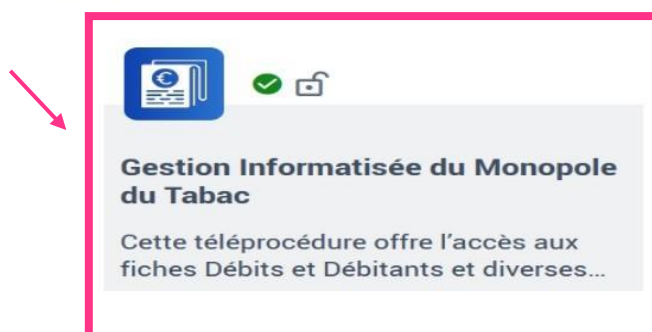 Gestion Informatisée du Monopole
du Tabac
Cette téléprocédure offre l’accès aux
fiches Débits et Débitants et diverses...